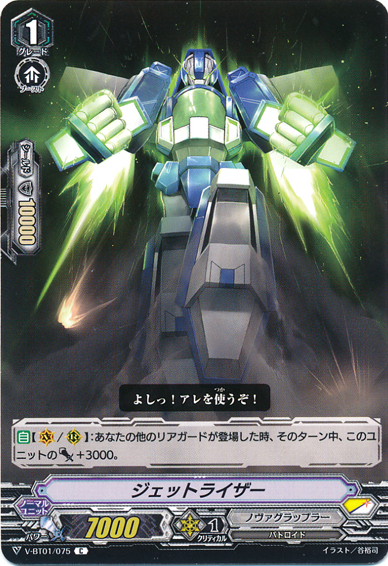 1
グレード
ブースト
シールド
10000
よしっ！アレを使うぞ！
つか
自【 V / R 】：あなたの他のリアガードが登場した時、そのターン中、このユ
ニットの +3000。
ジェットライザー
ノーマル
ユニット
パワー 7000
1
クリティカル
ノヴァグラップラー
バトロイド
V-BT01/075 C
イラスト／谷裕司